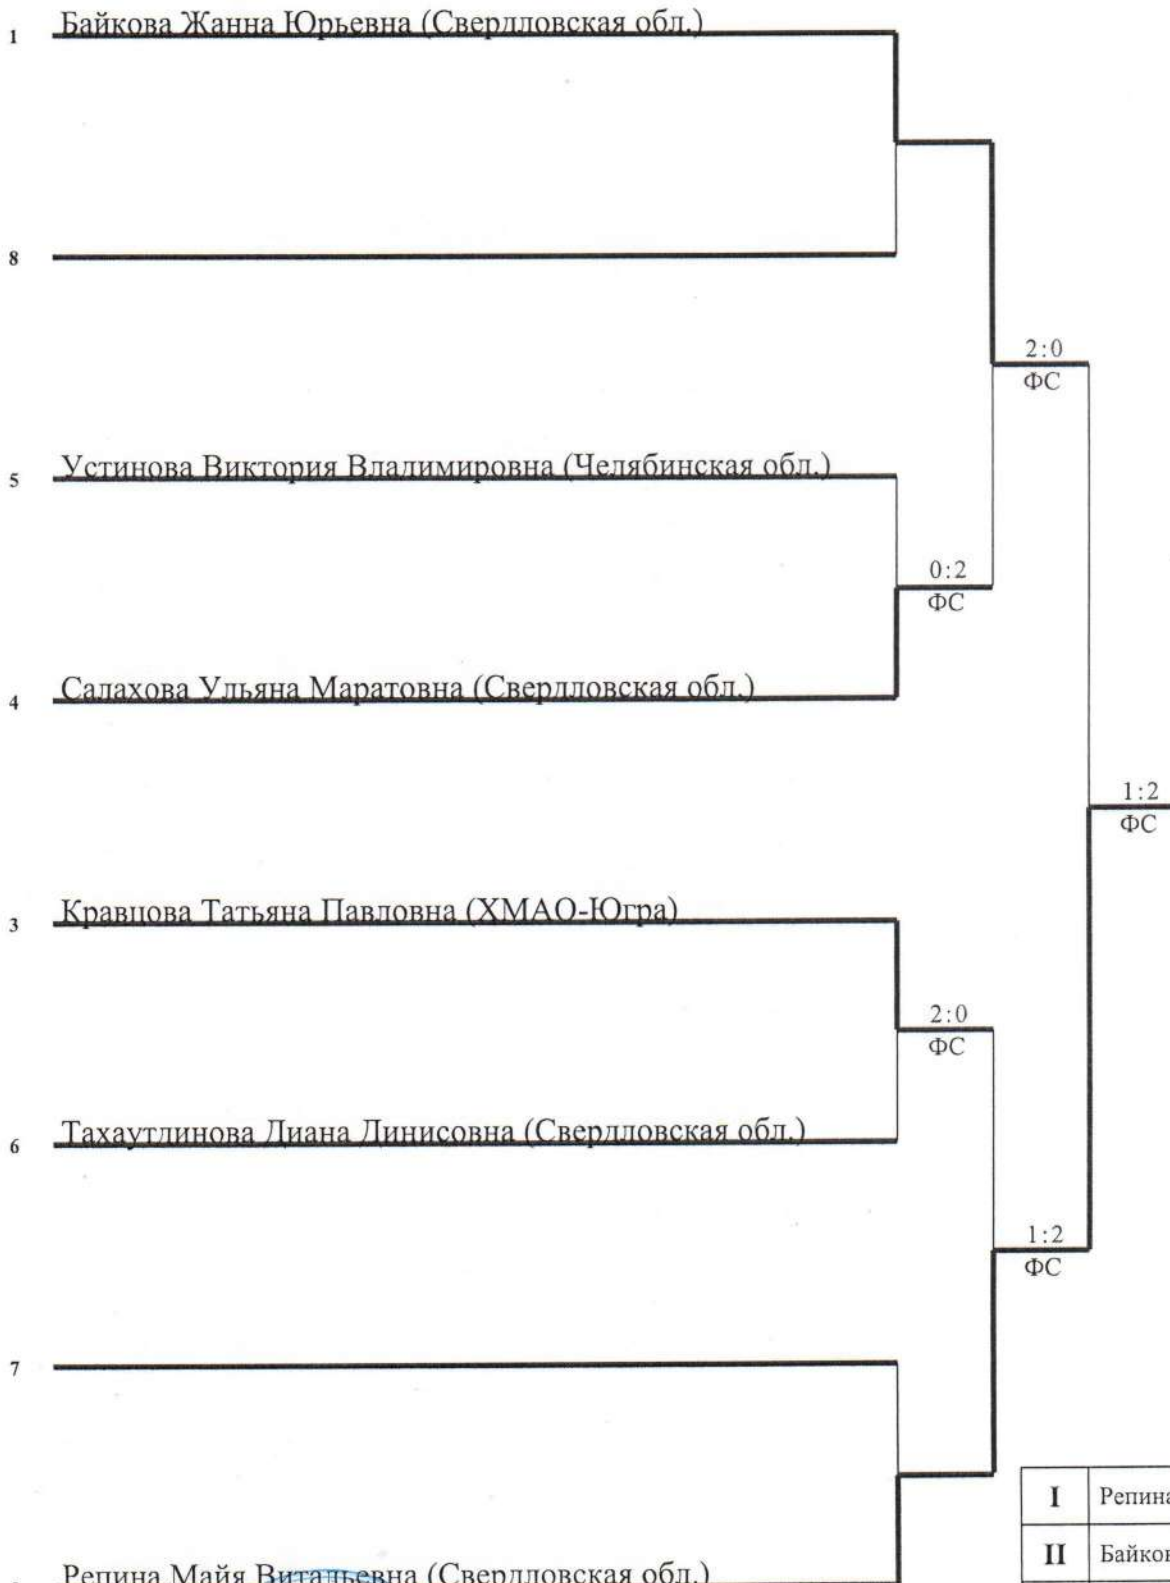 1 Байкова Жанна Юрьевна (Свердловская обл.)
8
2:0
ФС
5 Устинова Виктория Владимировна (Челябинская обл.)
0:2
ФС
4 Салахова Ульяна Маратовна (Свердловская обл.)
1:2
ФС
3 Кравцова Татьяна Павловна (ХМАО-Югра)
2:0
ФС
6 Тахаутдинова Диана Динисовна (Свердловская обл.)
1:2
ФС
7
I Репина
II Байков
Репина Майя Витальевна (Свердловская обл.)